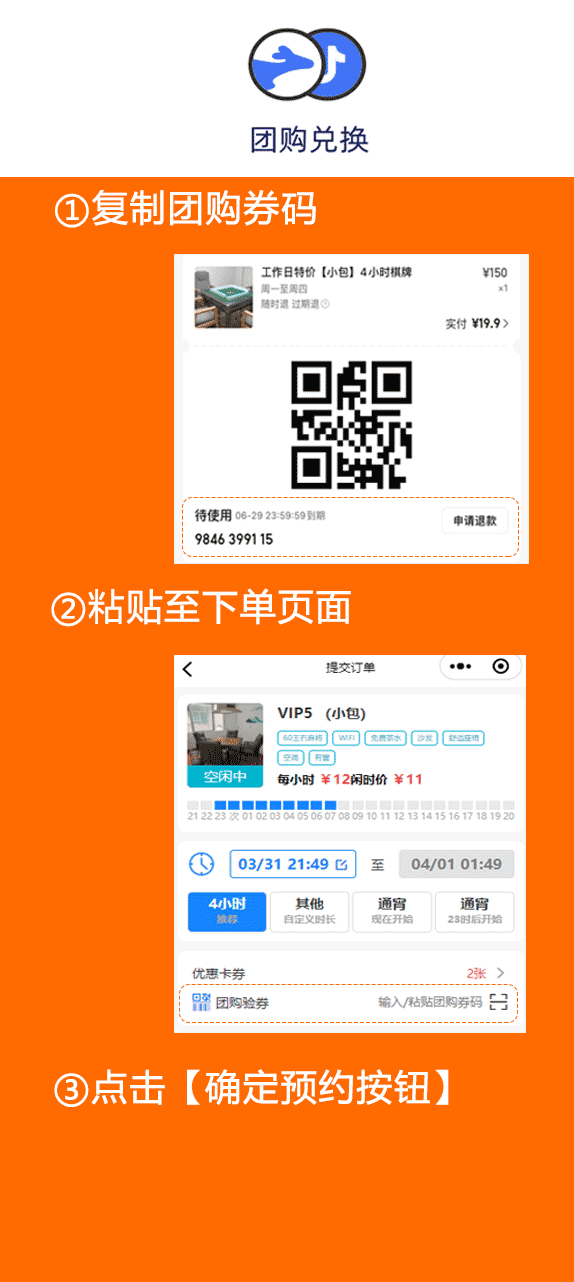 团购兑换
①复制团购券码
工作日特价【小包】4小时棋牌 ¥150
周一至周四 ×1
随时退 过期退
实付 ¥19.9
待使用 06-29 23:59:59到期
申请退款
9846 3991 15
②粘贴至下单页面
提交订单
VIP5 (小包)
WIFI 免费茶水 沙发 舒适座椅
空调 有窗
空闲中
每小时 ¥12闲时价 ¥11
21 22 23 次 01 02 03 04 05 06 07 08 09 10 11 12 13 14 15 16 17 18 19 20
03/31 21:49 至 04/01 01:49
4小时 其他 通宵 通宵
推荐 自定义时长 现在开始 23时后开始
优惠卡券 2张
团购验券 输入/粘贴团购券码
③点击【确定预约按钮】